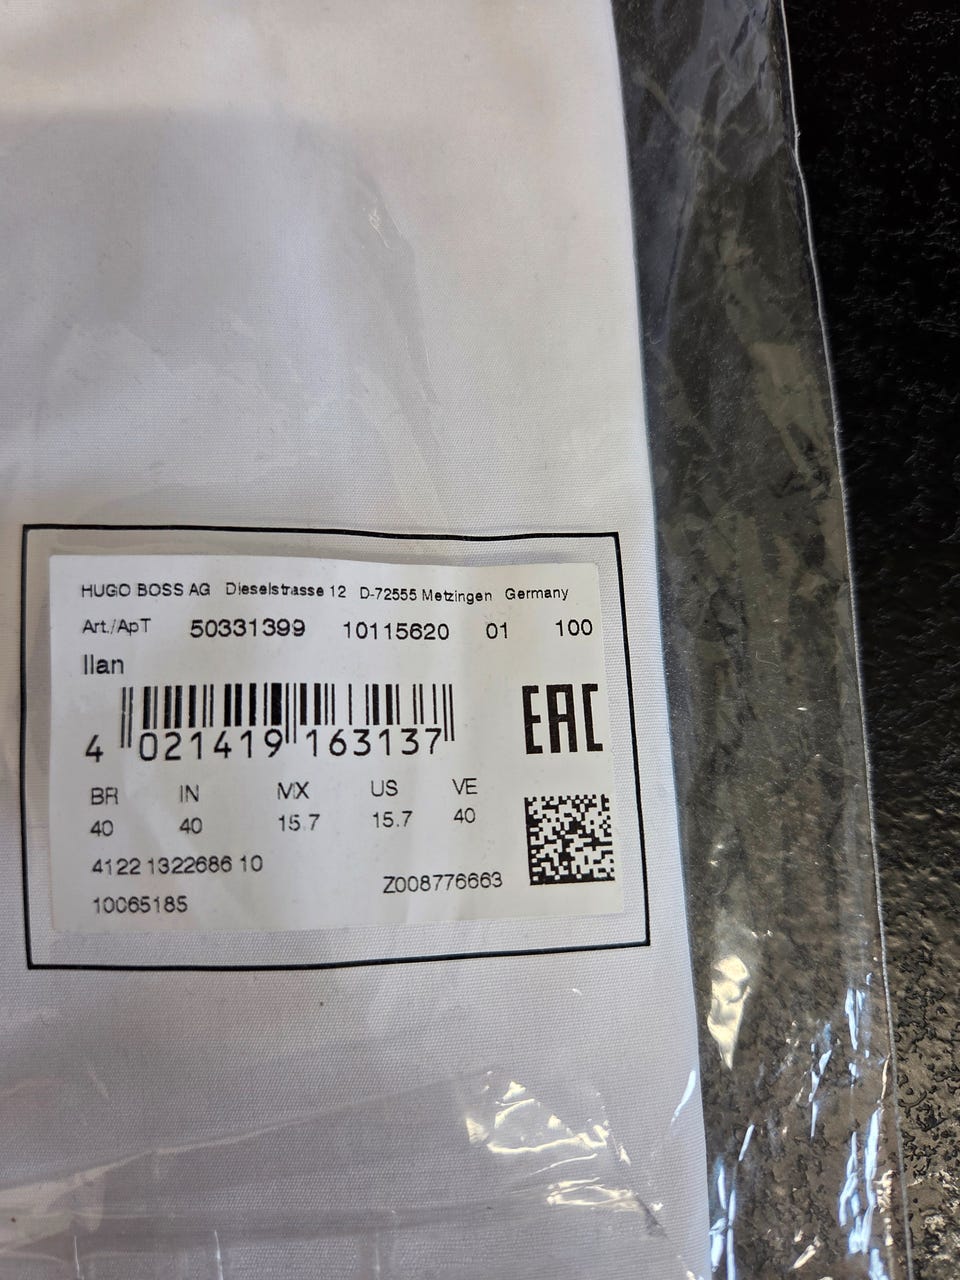 HUGO BOSS AG Dieselstrasse 12 D-72555 Metzingen Germany
Art./ApT 50331399 10115620 01 100
Ilan
4 021419 163137
EAC
BR IN MX US VE
40 40 15.7 15.7 40
4122 1322686 10
Z008776663
10065185